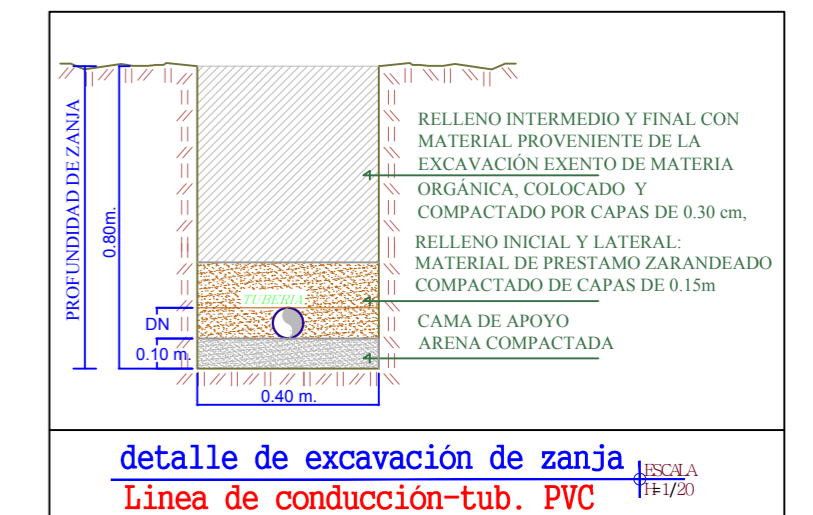 PROFUNDIDAD DE ZANJA
0.80m.
DN
0.10 m.
0.40 m.
TUBERIA
RELLENO INTERMEDIO Y FINAL CON
MATERIAL PROVENIENTE DE LA
EXCAVACIÓN EXENTO DE MATERIA
ORGÁNICA, COLOCADO Y
COMPACTADO POR CAPAS DE 0.30 cm,
RELLENO INICIAL Y LATERAL:
MATERIAL DE PRESTAMO ZARANDEADO
COMPACTADO DE CAPAS DE 0.15m
CAMA DE APOYO
ARENA COMPACTADA
detalle de excavación de zanja
Linea de conducción-tub. PVC
ESCALA
H=1/20